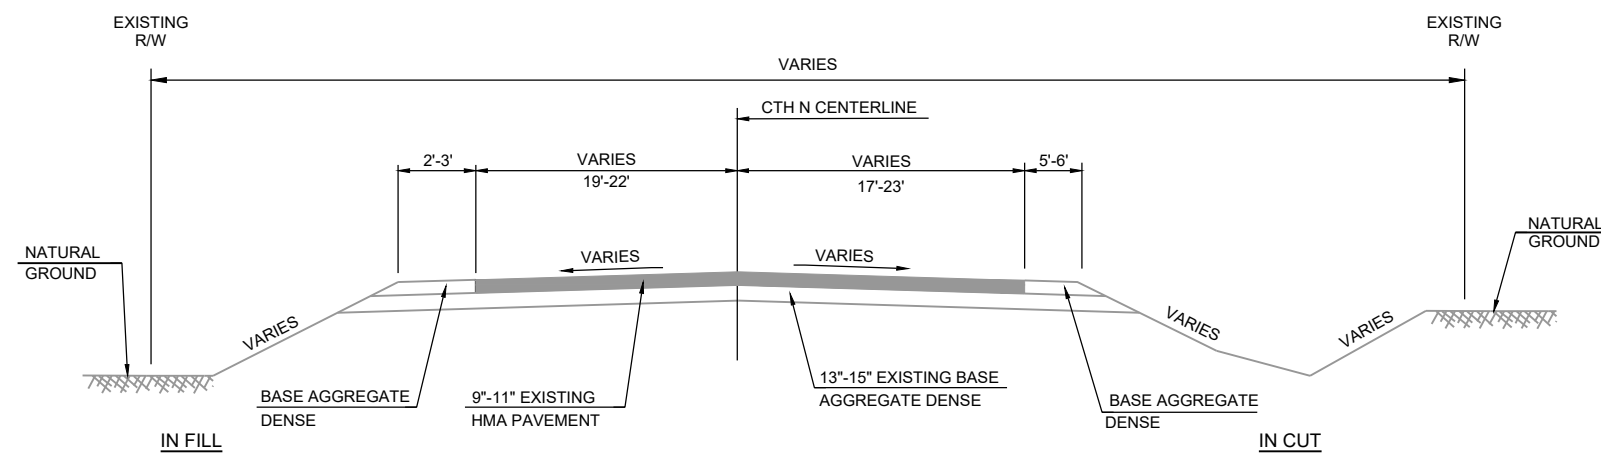 EXISTING
R/W
EXISTING
R/W
VARIES
CTH N CENTERLINE
2'-3'
VARIES
19'-22'
VARIES
17'-23'
5'-6'
NATURAL
GROUND
NATURAL
GROUND
VARIES
VARIES
VARIES
VARIES
VARIES
BASE AGGREGATE
DENSE
9"-11" EXISTING
HMA PAVEMENT
13"-15" EXISTING BASE
AGGREGATE DENSE
BASE AGGREGATE
DENSE
IN FILL
IN CUT